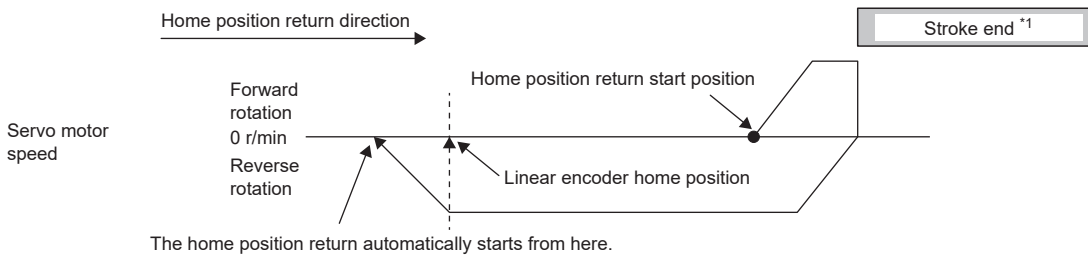 Home position return direction
Stroke end *1
Home position return start position
Forward
rotation
Servo motor
speed
0 r/min
Reverse
rotation
Linear encoder home position
The home position return automatically starts from here.